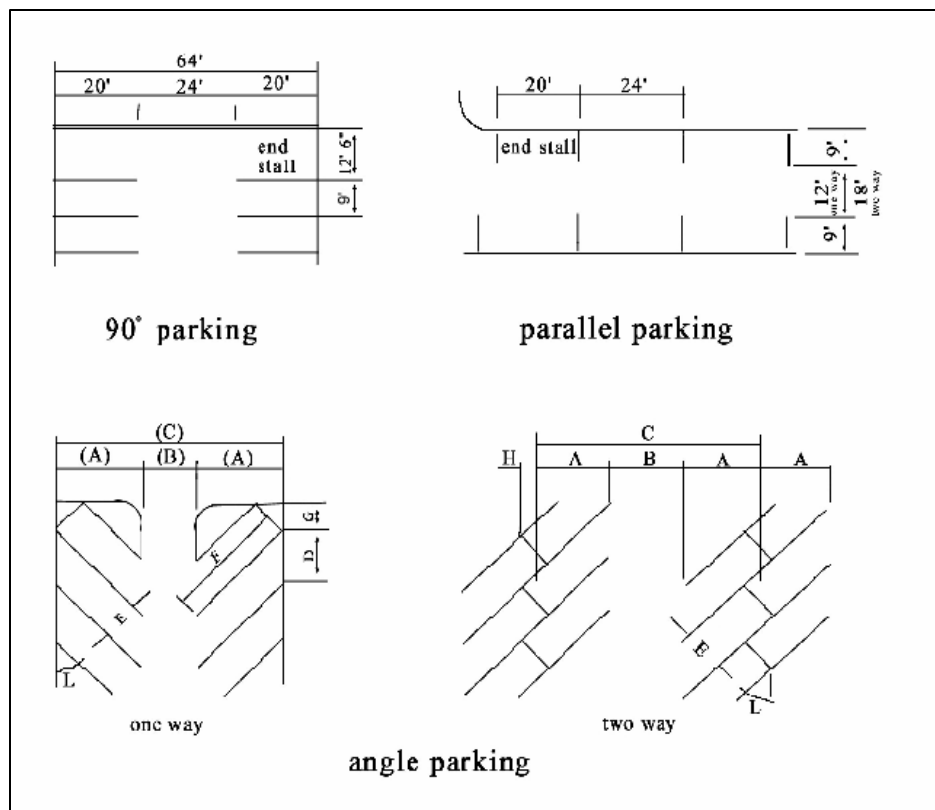 64'
20' 24' 20'
end
stall
12' 6"
9'
90° parking
20' 24'
end stall
9'
12'
one way
18'
two way
9'
parallel parking
(C)
(A) (B) (A)
G
D
F
E
L
one way
C
H A B A A
E
L
two way
angle parking